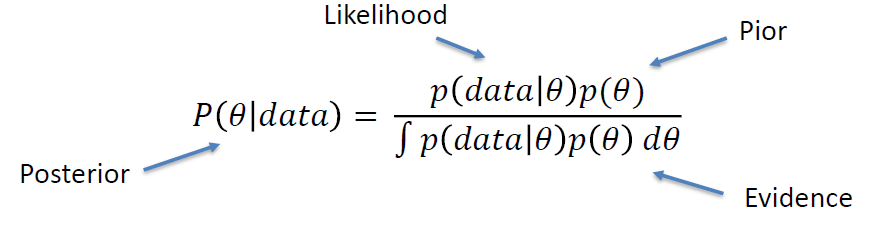 Likelihood
Pior
P(θ|data) = p(data|θ)p(θ)
∫ p(data|θ)p(θ) dθ
Posterior
Evidence